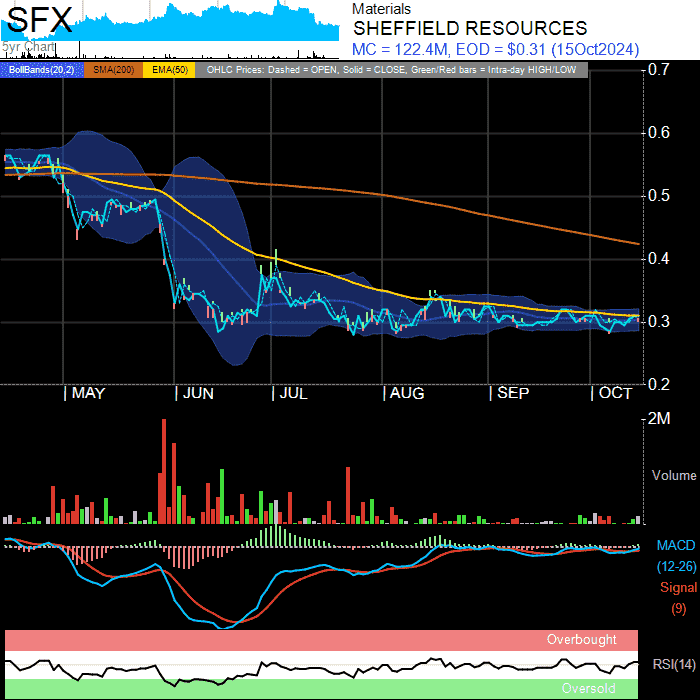 SFX
5yr Chart
Materials
SHEFFIELD RESOURCES
MC = 122.4M, EOD = $0.31 (15Oct2024)
BollBands(20,2) SMA(200) EMA(50) OHLC Prices: Dashed = OPEN, Solid = CLOSE, Green/Red bars = Intra-day HIGH/LOW
0.7
0.6
0.5
0.4
0.3
0.2
| MAY | JUN | JUL | AUG | SEP | OCT
2M
Volume
MACD
(12-26)
Signal
(9)
Overbought
RSI(14)
Oversold